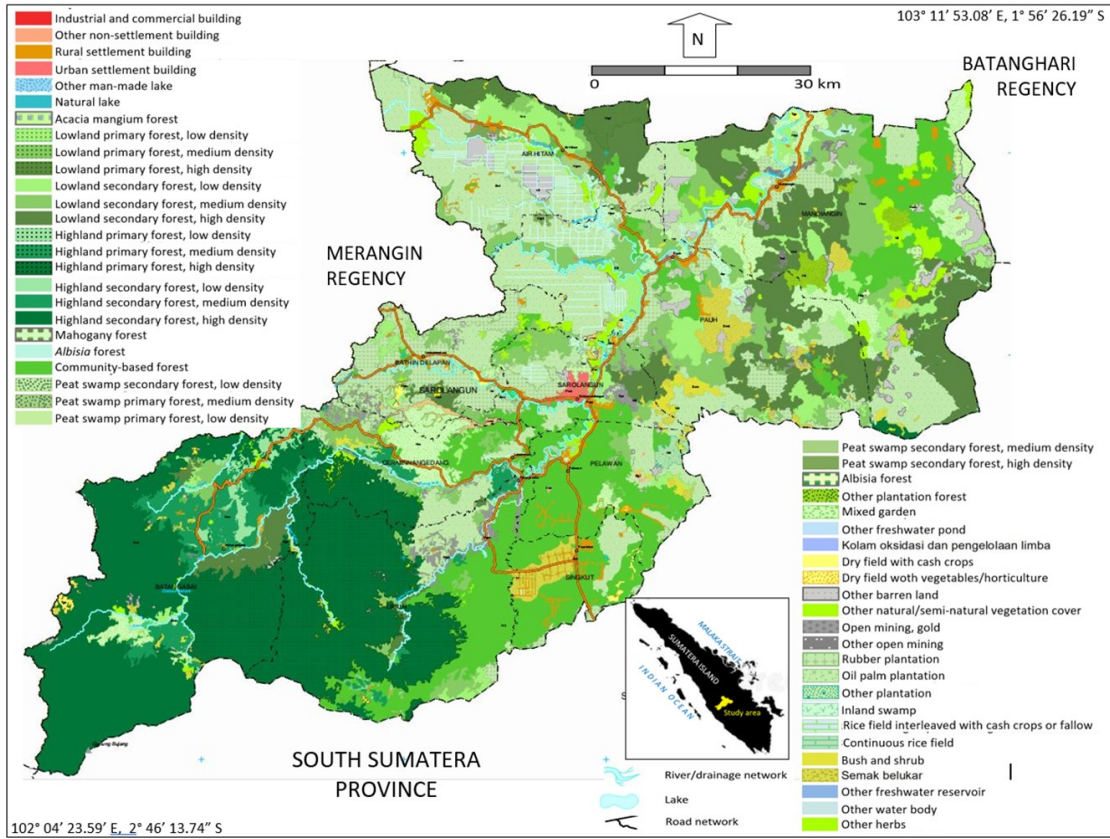 Industrial and commercial building
Other non-settlement building
Rural settlement building
Urban settlement building
Other man-made lake
Natural lake
Acacia mangium forest
Lowland primary forest, low density
Lowland primary forest, medium density
Lowland primary forest, high density
Lowland secondary forest, low density
Lowland secondary forest, medium density
Lowland secondary forest, high density
Highland primary forest, low density
Highland primary forest, medium density
Highland primary forest, high density
Highland secondary forest, low density
Highland secondary forest, medium density
Highland secondary forest, high density
Mahogany forest
Albisia forest
Community-based forest
Peat swamp secondary forest, low density
Peat swamp primary forest, medium density
Peat swamp primary forest, low density
103° 11' 53.08' E, 1° 56' 26.19" S
N
0 30 km
BATANGHARI
REGENCY
MERANGIN
REGENCY
AIR HITAM
MANDIANGIN
PAUH
SAROLANGUN
SAROLANGUN
PELAWAN
SINGKUT
SOUTH SUMATERA
PROVINCE
102° 04' 23.59' E, 2° 46' 13.74" S
MALAKA STRAIT
SUMATERA ISLAND
INDIAN OCEAN
Study area
River/drainage network
Lake
Road network
Peat swamp secondary forest, medium density
Peat swamp secondary forest, high density
Albisia forest
Other plantation forest
Mixed garden
Other freshwater pond
Kolam oksidasi dan pengelolaan limba
Dry field with cash crops
Dry field woth vegetables/horticulture
Other barren land
Other natural/semi-natural vegetation cover
Open mining, gold
Other open mining
Rubber plantation
Oil palm plantation
Other plantation
Inland swamp
Rice field interleaved with cash crops or fallow
Continuous rice field
Bush and shrub
Semak belukar
Other freshwater reservoir
Other water body
Other herbs